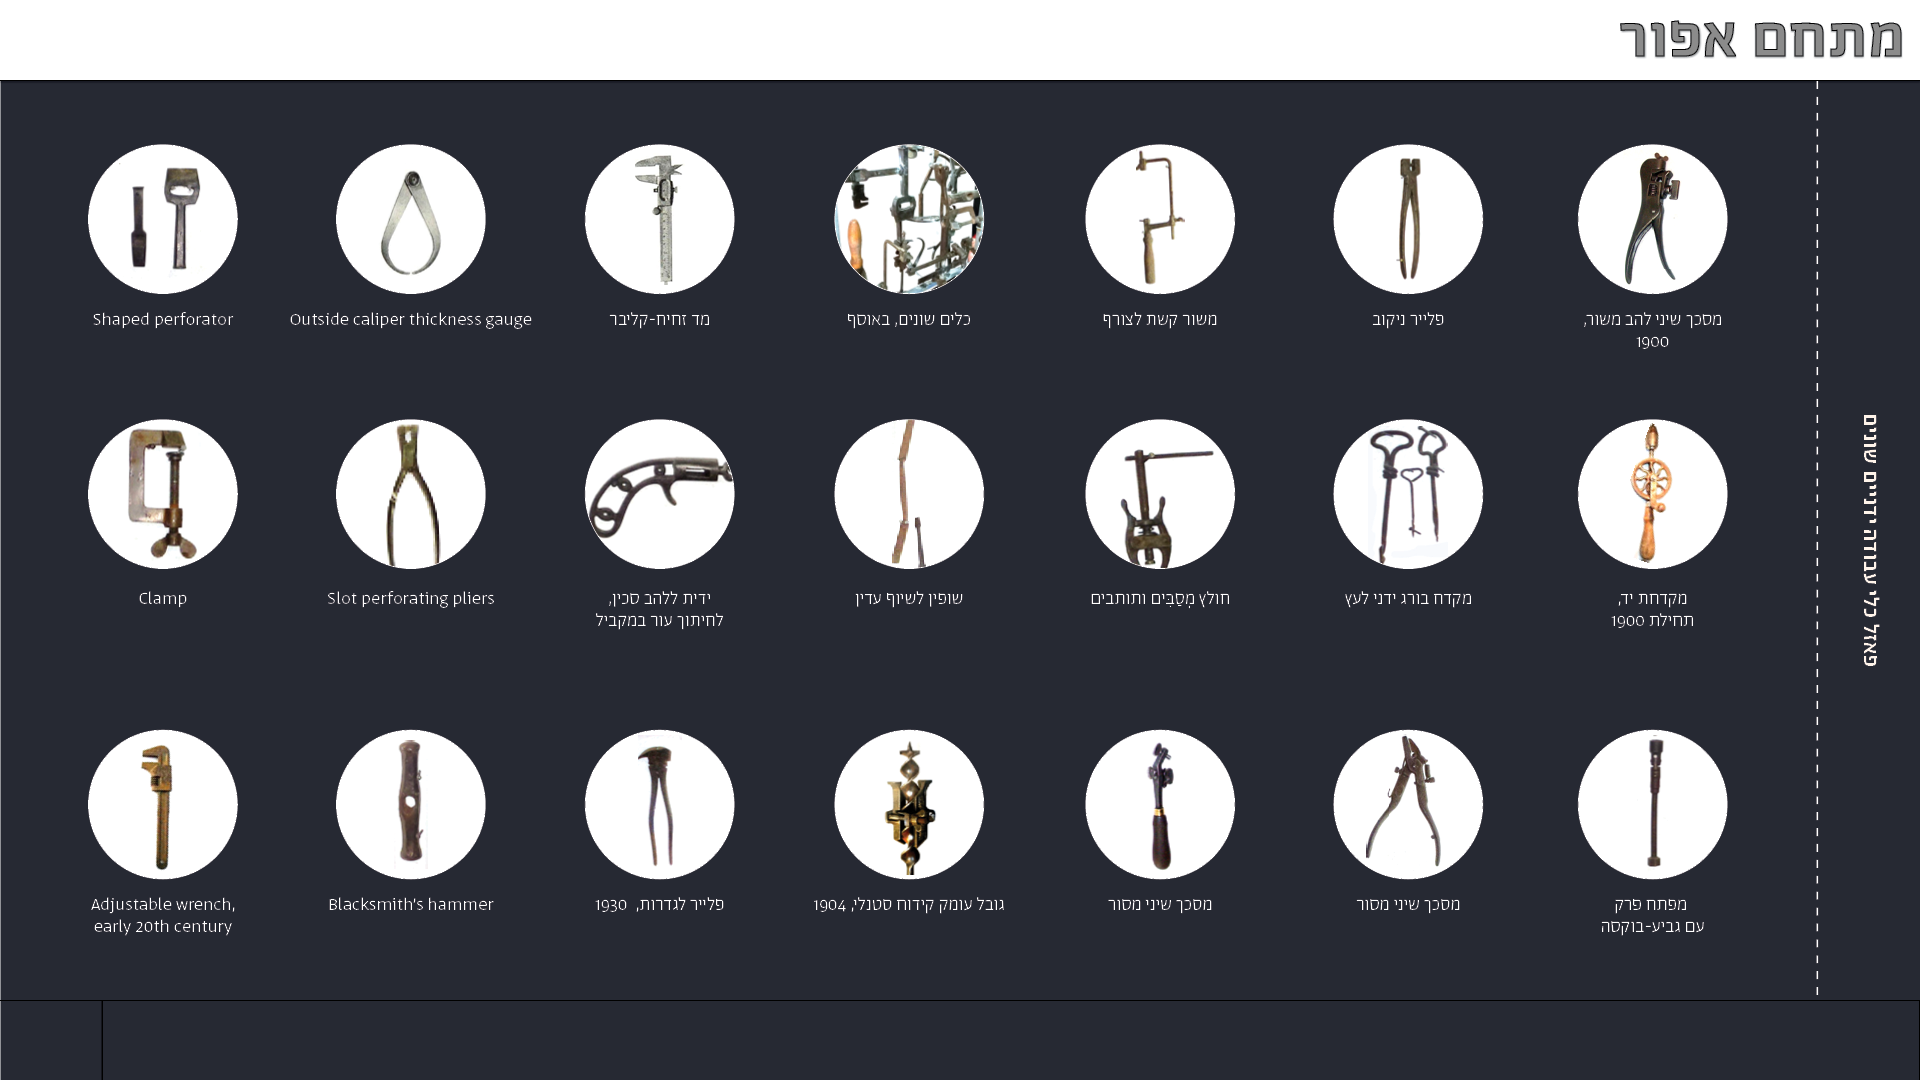 מתחם אפור
פאזל כלי עבודה ידניים שונים
מסכך שיני להב משור,
1900
פלייר ניקוב
משור קשת לצורף
כלים שונים, באוסף
מד זחיח-קליבר
Outside caliper thickness gauge
Shaped perforator
מקדחת יד,
תחילת 1900
מקדח בורג ידני לעץ
חולץ מְסַבִּים ותותבים
שופין לשיוף עדין
ידית ללהב סכין,
לחיתוך עור במקביל
Slot perforating pliers
Clamp
מפתח פרק
עם גביע-בוקסה
מסכך שיני מסור
מסכך שיני מסור
גובל עומק קידוח סטנלי, 1904
פלייר לגדרות, 1930
Blacksmith's hammer
Adjustable wrench,
early 20th century